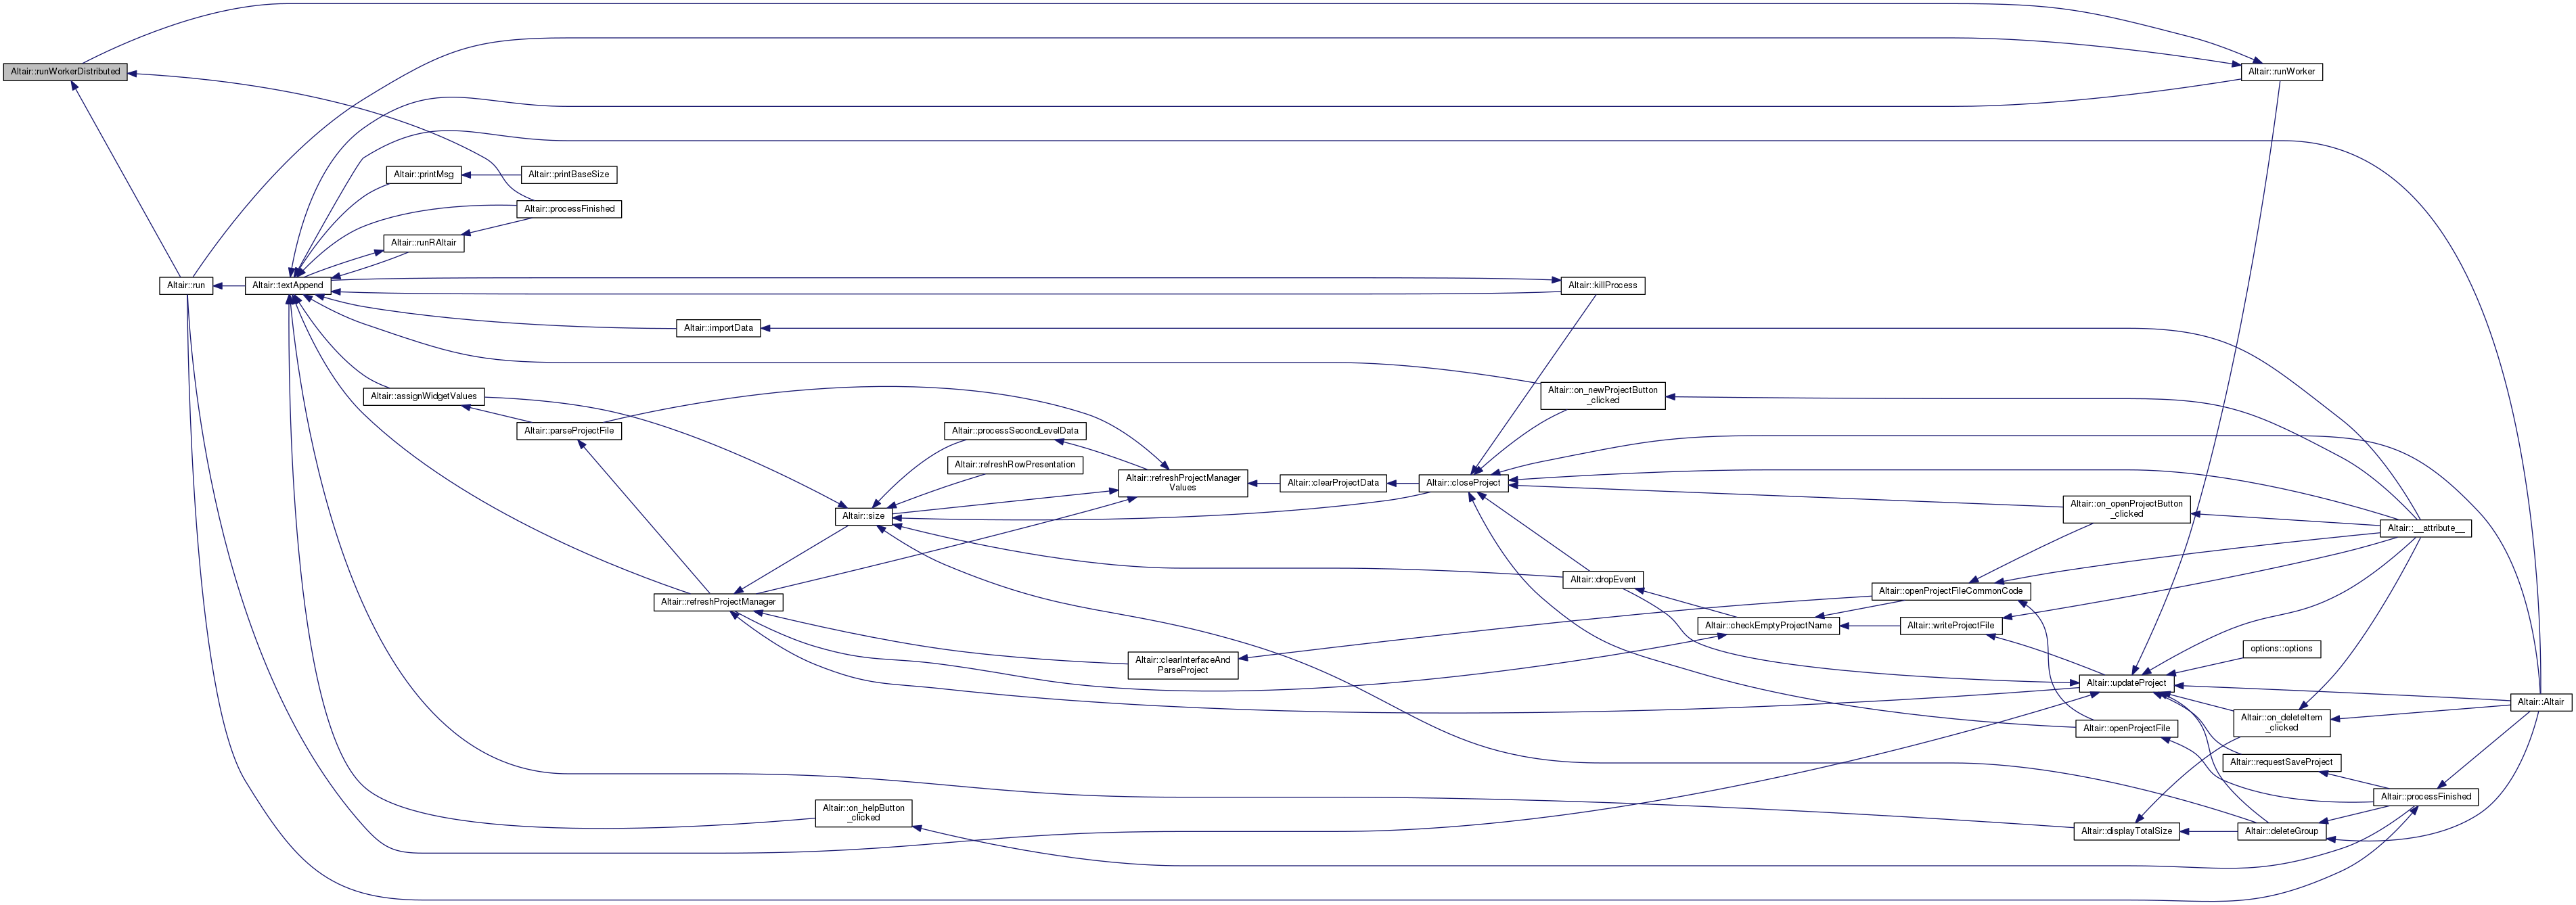 Altair::runWorkerDistributed
Altair::runWorker
Altair::printMsg
Altair::printBaseSize
Altair::processFinished
Altair::runRAltair
Altair::run
Altair::textAppend
Altair::killProcess
Altair::importData
Altair::on_newProjectButton
_clicked
Altair::assignWidgetValues
Altair::parseProjectFile
Altair::processSecondLevelData
Altair::refreshRowPresentation
Altair::refreshProjectManager
Values
Altair::clearProjectData
Altair::closeProject
Altair::size
Altair::on_openProjectButton
_clicked
Altair::__attribute__
Altair::dropEvent
Altair::openProjectFileCommonCode
Altair::refreshProjectManager
Altair::checkEmptyProjectName
Altair::writeProjectFile
Altair::clearInterfaceAnd
ParseProject
options::options
Altair::updateProject
Altair::Altair
Altair::on_deleteItem
_clicked
Altair::openProjectFile
Altair::requestSaveProject
Altair::processFinished
Altair::on_helpButton
_clicked
Altair::displayTotalSize
Altair::deleteGroup